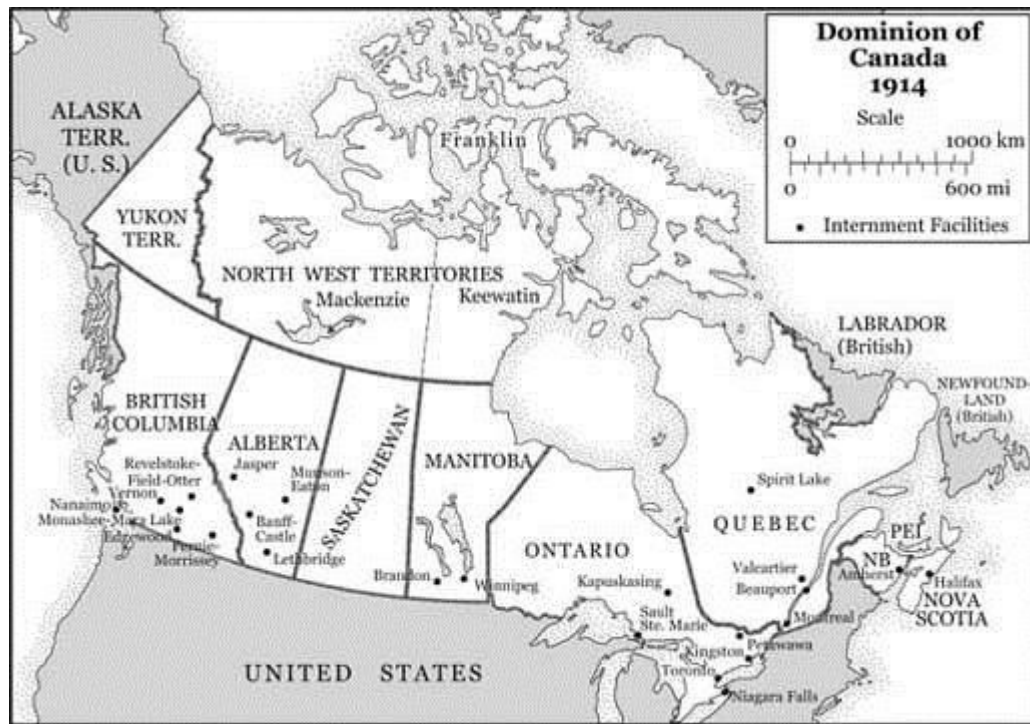 Dominion of
Canada
1914
Scale
0 1000 km
0 600 mi
• Internment Facilities
ALASKA
TERR.
(U. S.)
Franklin
YUKON
TERR.
NORTH WEST TERRITORIES
Mackenzie
Keewatin
LABRADOR
(British)
NEWFOUND-
LAND
(British)
BRITISH
COLUMBIA
ALBERTA
SASKATCHEWAN
MANITOBA
Revelstoke-
Field-Otter
Jasper
Munson-
Eaton
Vernon
Nanaimo
Monashee-Mara Lake
Edgewood
Fernie-
Morrissey
Banff-
Castle
Lethbridge
Brandon
Winnipeg
ONTARIO
Kapuskasing
Sault
Ste. Marie
Spirit Lake
QUEBEC
Valcartier
Beauport
Montreal
Petawawa
Kingston
Toronto
Niagara Falls
PEI
NB
Amherst
Halifax
NOVA
SCOTIA
UNITED STATES